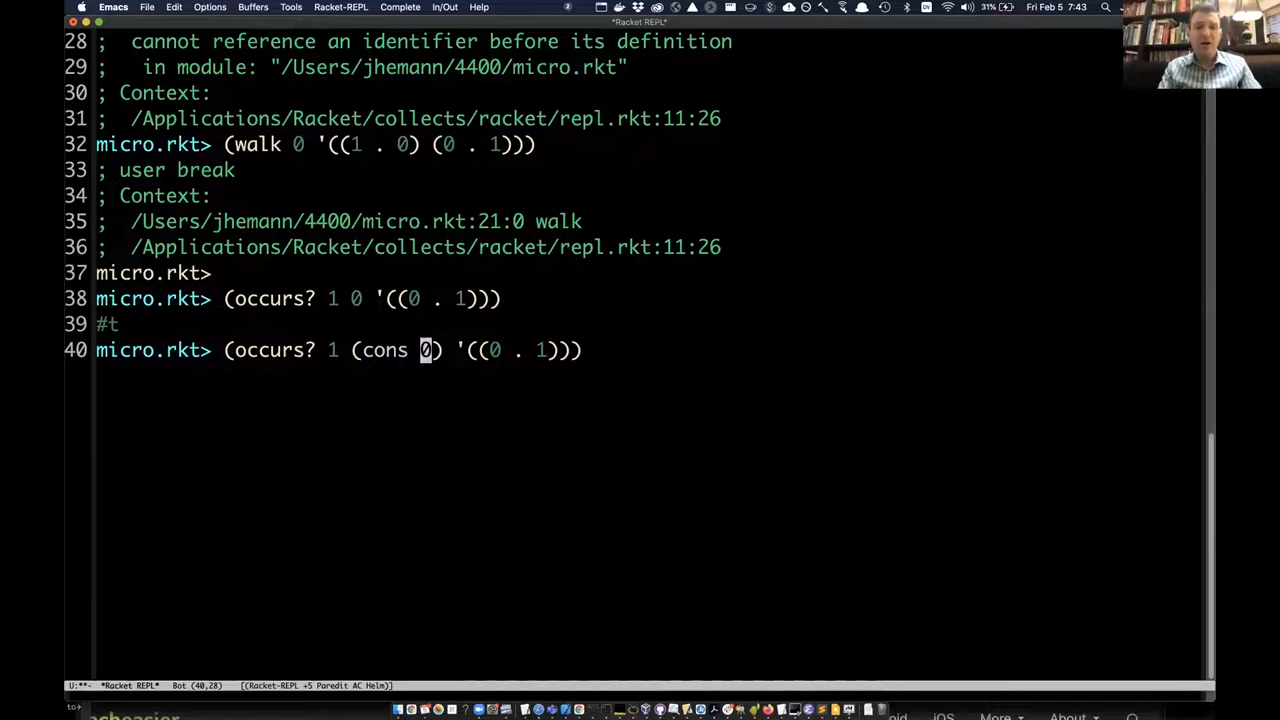 Emacs File Edit Options Buffers Tools Racket-REPL Complete In/Out Help 31% Fri Feb 5 7:43
*Racket REPL*
28 ;   cannot reference an identifier before its definition
29 ;    in module: "/Users/jhemann/4400/micro.rkt"
30 ; Context:
31 ;  /Applications/Racket/collects/racket/repl.rkt:11:26
32 micro.rkt> (walk 0 '((1 . 0) (0 . 1)))
33 ; user break
34 ; Context:
35 ;  /Users/jhemann/4400/micro.rkt:21:0 walk
36 ;  /Applications/Racket/collects/racket/repl.rkt:11:26
37 micro.rkt>
38 micro.rkt> (occurs? 1 0 '((0 . 1)))
39 #t
40 micro.rkt> (occurs? 1 (cons 0) '((0 . 1)))
U:**- *Racket REPL* Bot (40,28) [(Racket-REPL +5 Paredit AC Helm)]